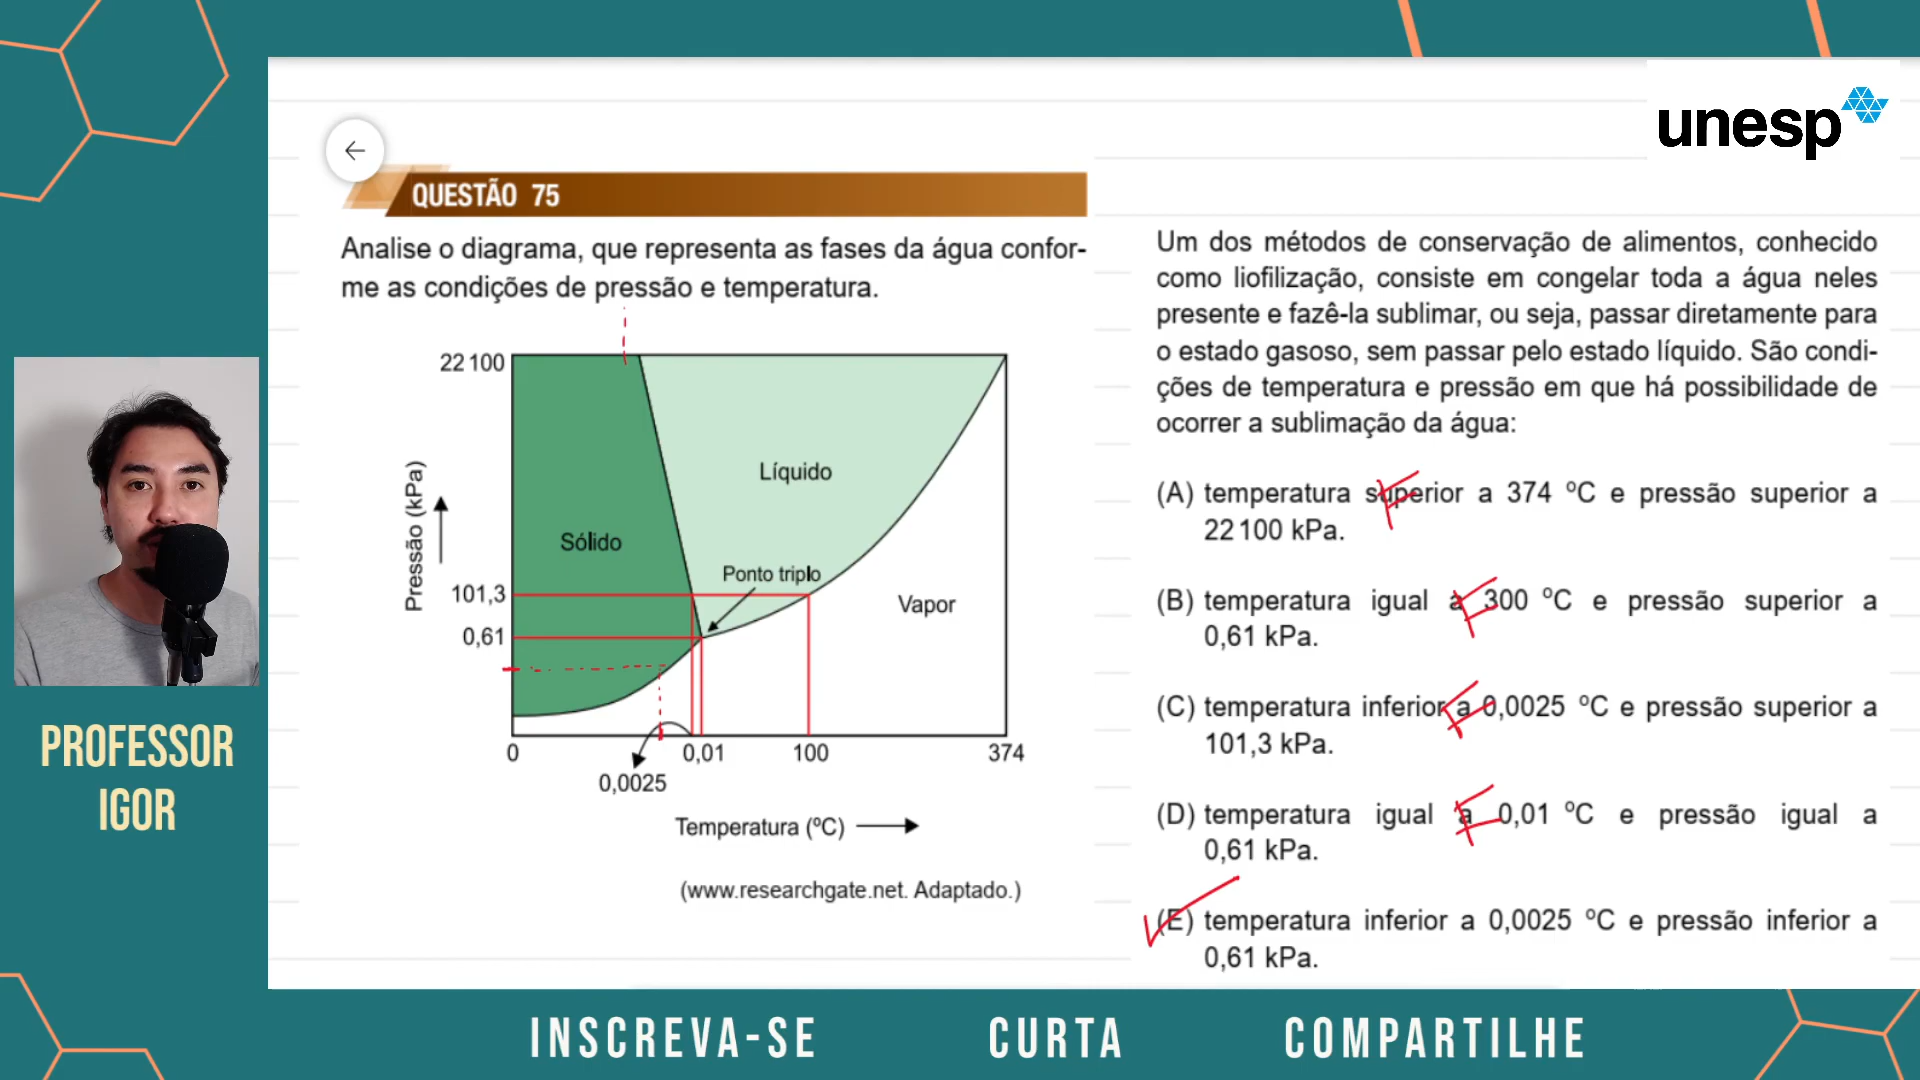 unesp
QUESTÃO 75
Analise o diagrama, que representa as fases da água confor-
me as condições de pressão e temperatura.
22 100
Líquido
Sólido
Pressão (kPa)
Ponto triplo
101,3
Vapor
0,61
0
0,01
100
374
0,0025
Temperatura (ºC)
(www.researchgate.net. Adaptado.)
Um dos métodos de conservação de alimentos, conhecido
como liofilização, consiste em congelar toda a água neles
presente e fazê-la sublimar, ou seja, passar diretamente para
o estado gasoso, sem passar pelo estado líquido. São condi-
ções de temperatura e pressão em que há possibilidade de
ocorrer a sublimação da água:
(A) temperatura superior a 374 ºC e pressão superior a
22 100 kPa.
(B) temperatura igual a 300 ºC e pressão superior a
0,61 kPa.
(C) temperatura inferior a 0,0025 ºC e pressão superior a
101,3 kPa.
(D) temperatura igual a 0,01 ºC e pressão igual a
0,61 kPa.
(E) temperatura inferior a 0,0025 ºC e pressão inferior a
0,61 kPa.
F
F
F
F
PROFESSOR
IGOR
INSCREVA-SE
CURTA
COMPARTILHE